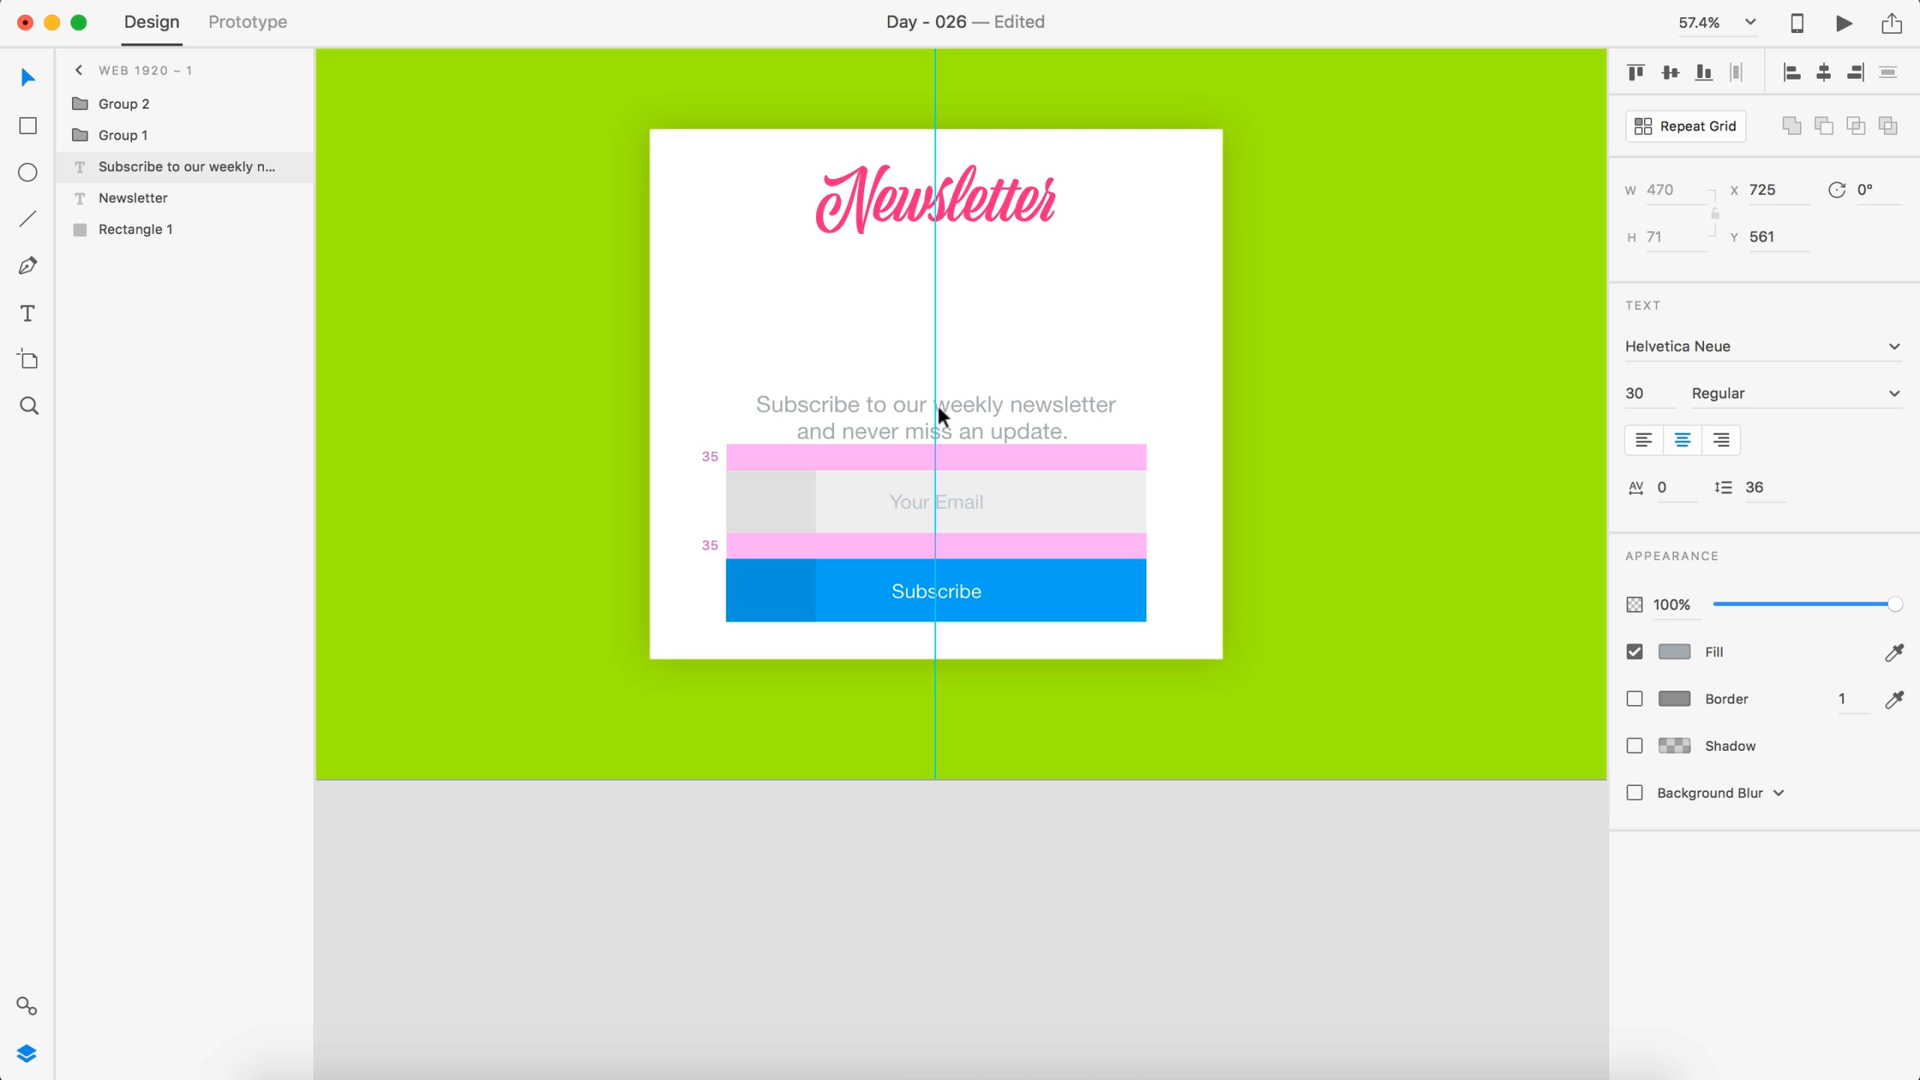 Design Prototype Day - 026 — Edited 57.4%
WEB 1920 – 1
Group 2
Group 1
T Subscribe to our weekly n...
T Newsletter
Rectangle 1
T
Newsletter
Subscribe to our weekly newsletter
and never miss an update.
35
Your Email
35
Subscribe
Repeat Grid
W 470 X 725 0°
H 71 Y 561
TEXT
Helvetica Neue
30 Regular
AV 0 36
APPEARANCE
100%
Fill
Border 1
Shadow
Background Blur